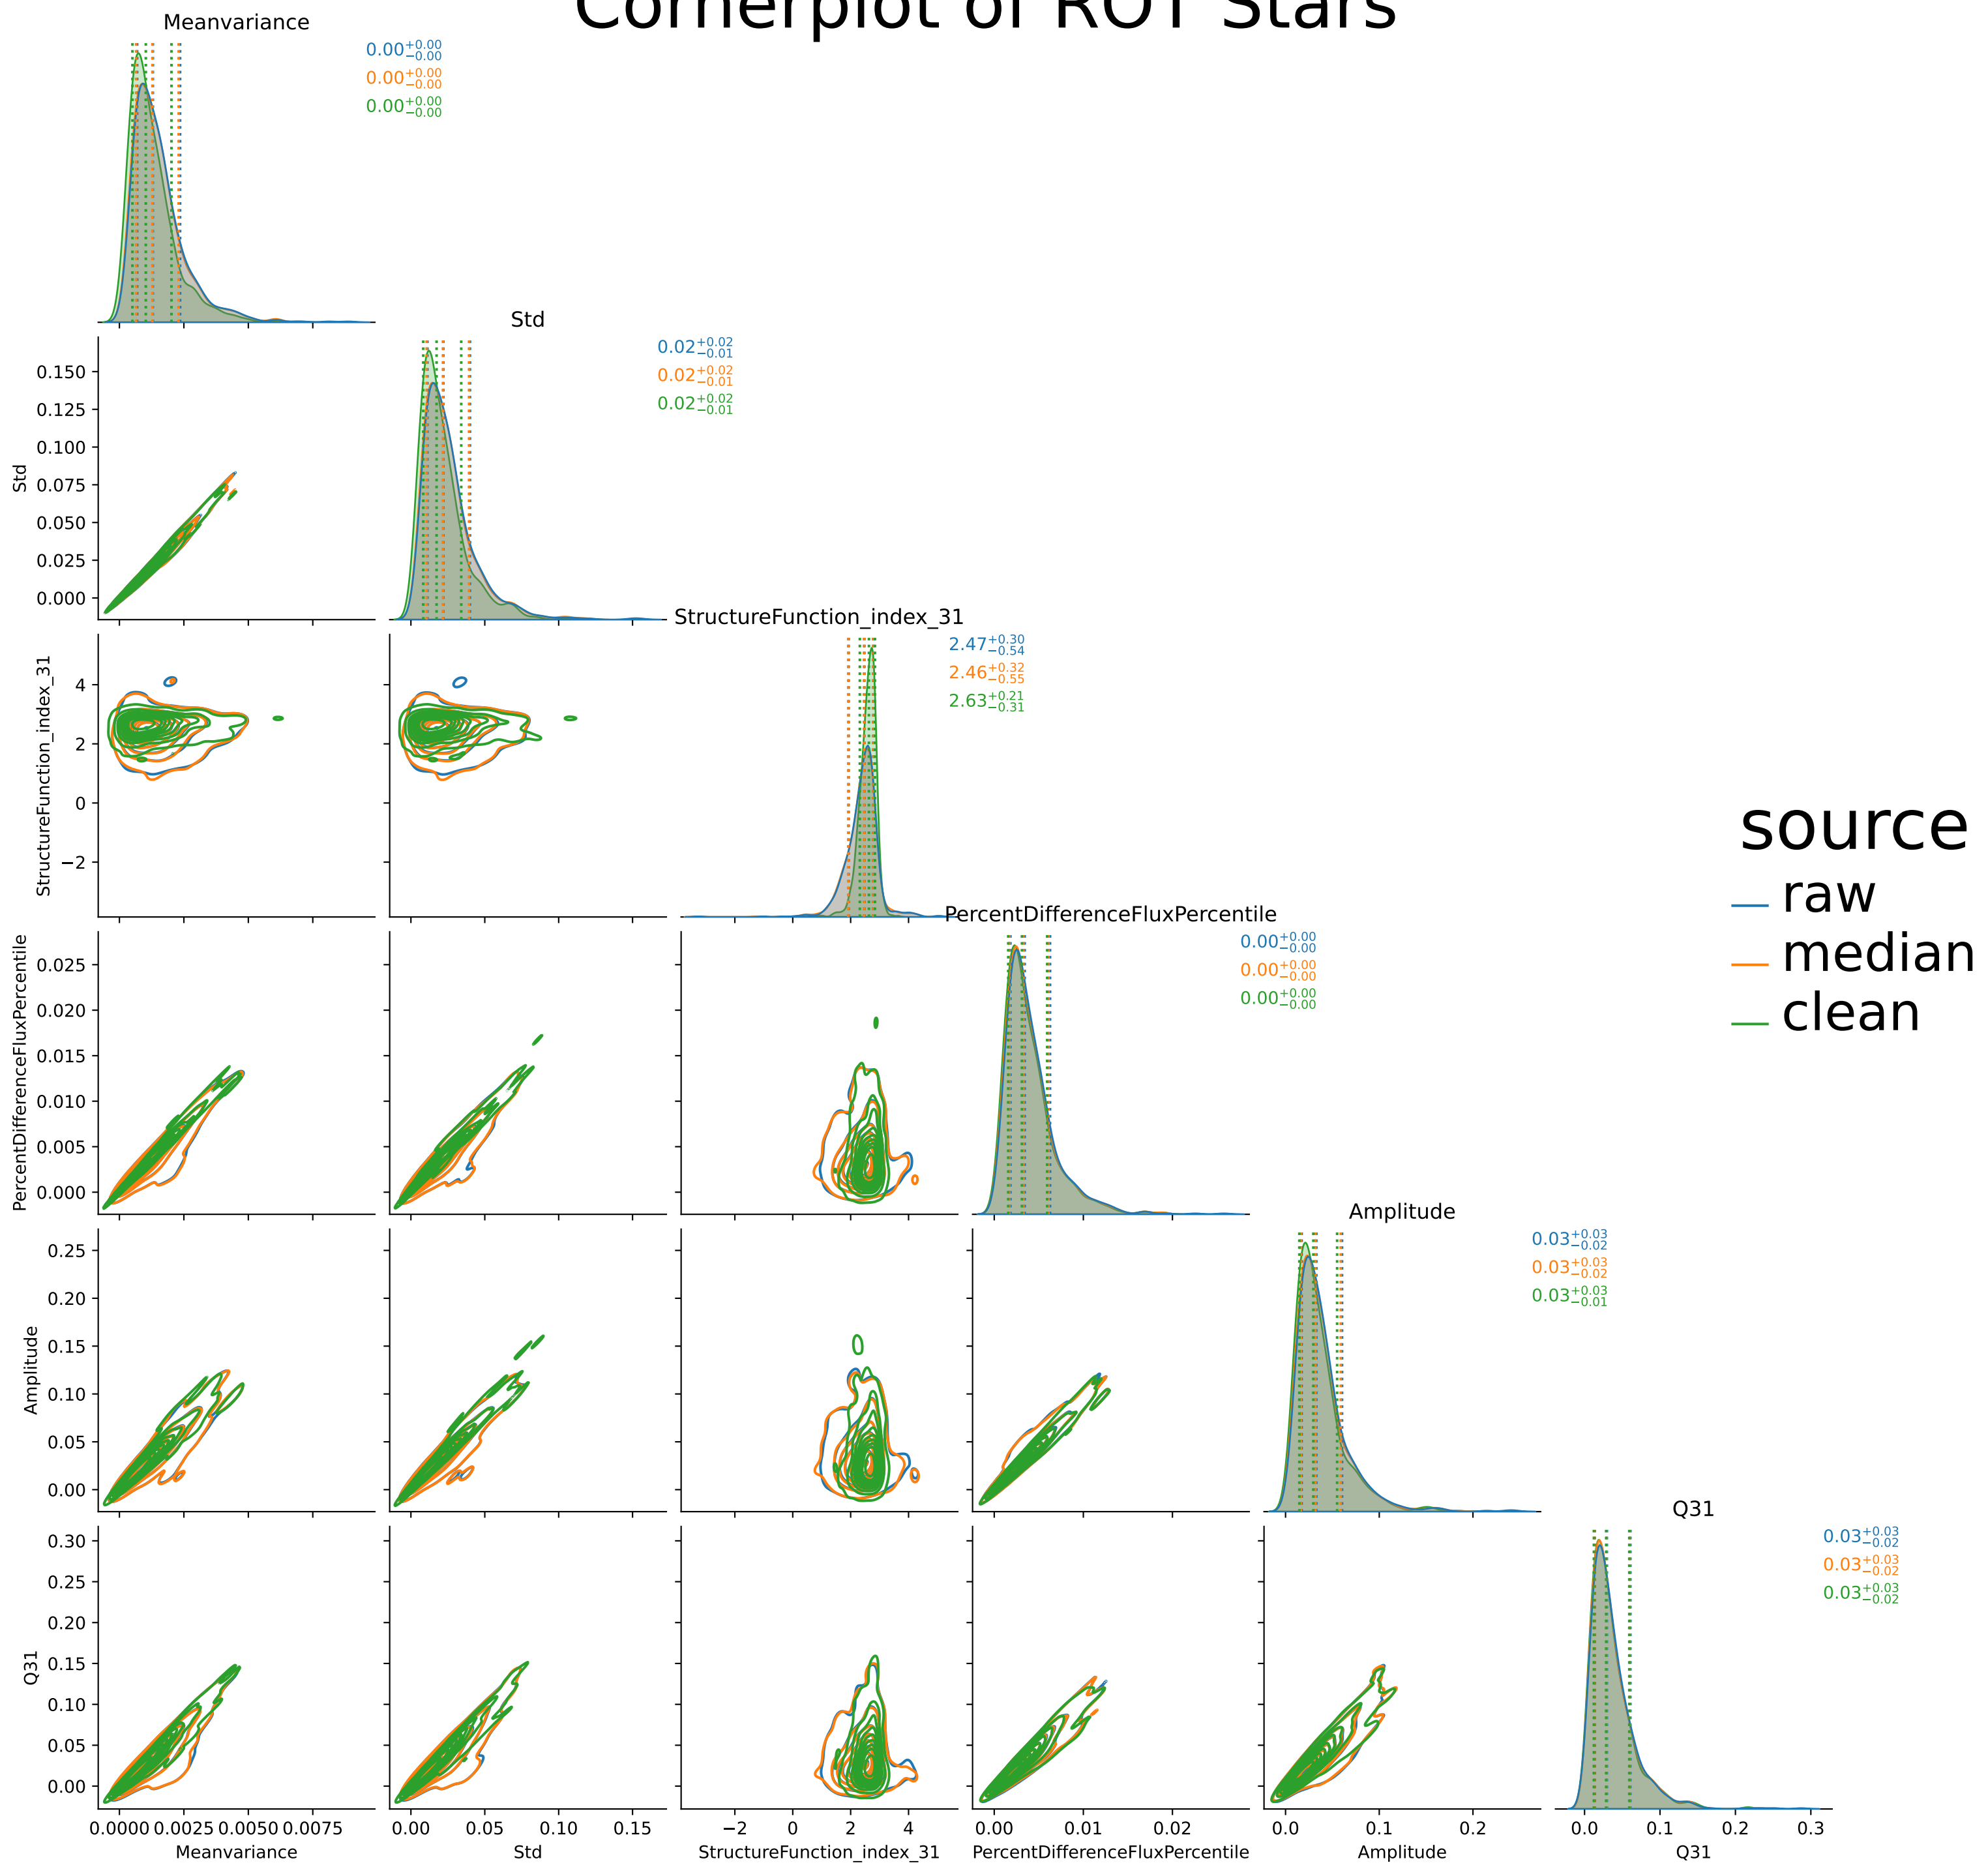 Cornerplot of ROT Stars
Meanvariance
0.00+0.00−0.00
0.00+0.00−0.00
0.00+0.00−0.00
Std
0.02+0.02−0.01
0.02+0.02−0.01
0.02+0.02−0.01
0.150
0.125
0.100
0.075
0.050
0.025
0.000
Std
StructureFunction_index_31
2.47+0.30−0.54
2.46+0.32−0.55
2.63+0.21−0.31
4
2
0
−2
StructureFunction_index_31
PercentDifferenceFluxPercentile
0.00+0.00−0.00
0.00+0.00−0.00
0.00+0.00−0.00
0.025
0.020
0.015
0.010
0.005
0.000
PercentDifferenceFluxPercentile
source
raw
median
clean
Amplitude
0.03+0.03−0.02
0.03+0.03−0.02
0.03+0.03−0.01
0.25
0.20
0.15
0.10
0.05
0.00
Amplitude
Q31
0.03+0.03−0.02
0.03+0.03−0.02
0.03+0.03−0.02
0.30
0.25
0.20
0.15
0.10
0.05
0.00
Q31
0.0000 0.0025 0.0050 0.0075
Meanvariance
0.00 0.05 0.10 0.15
Std
−2 0 2 4
StructureFunction_index_31
0.00 0.01 0.02
PercentDifferenceFluxPercentile
0.0 0.1 0.2
Amplitude
0.0 0.1 0.2 0.3
Q31